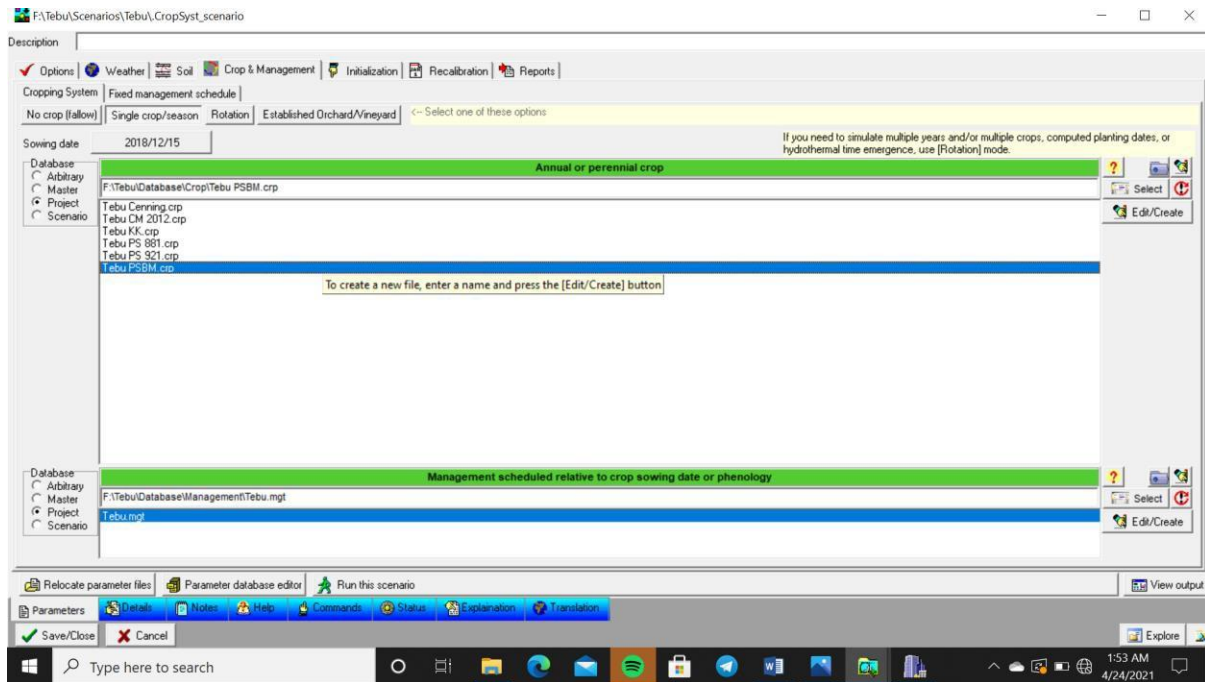 F:\Tebu\Scenarios\Tebu\.CropSyst_scenario
Description
Options Weather Soil Crop & Management Initialization Recalibration Reports
Cropping System Fixed management schedule
No crop (fallow) Single crop/season Rotation Established Orchard/Vineyard <-- Select one of these options
Sowing date 2018/12/15
If you need to simulate multiple years and/or multiple crops, computed planting dates, or
hydrothermal time emergence, use [Rotation] mode.
Database
Arbitrary
Master
Project
Scenario
Annual or perennial crop
?
F:\Tebu\Database\Crop\Tebu PSBM.crp
Select
Edit/Create
Tebu Cenning.crp
Tebu CM 2012.crp
Tebu KK.crp
Tebu PS 881.crp
Tebu PS 921.crp
Tebu PSBM.crp
To create a new file, enter a name and press the [Edit/Create] button
Database
Arbitrary
Master
Project
Scenario
Management scheduled relative to crop sowing date or phenology
?
F:\Tebu\Database\Management\Tebu.mgt
Select
Edit/Create
Tebu.mgt
Relocate parameter files Parameter database editor Run this scenario View output
Parameters Details Notes Help Commands Status Explaination Translation
Save/Close Cancel Explore
Type here to search
1:53 AM
4/24/2021